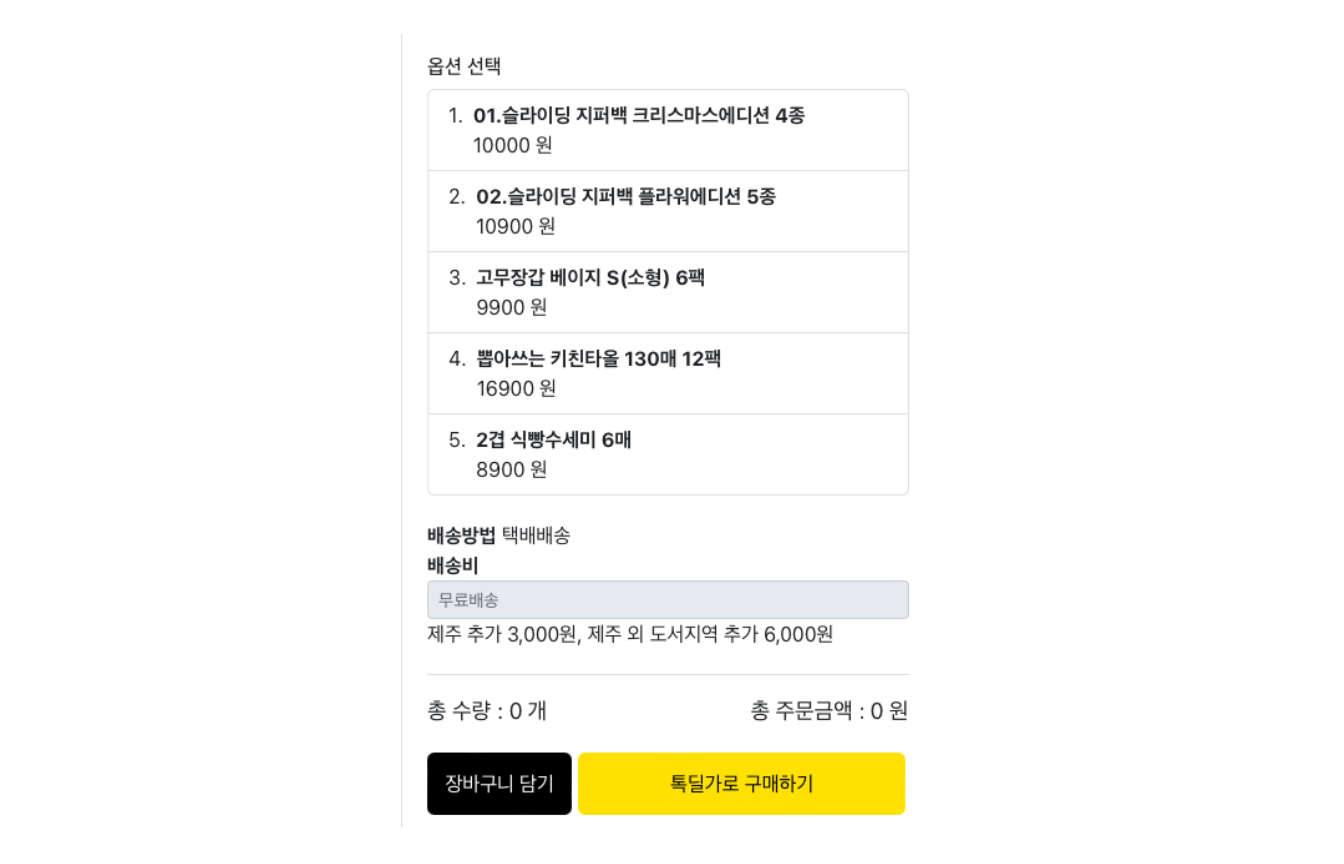 옵션 선택
1. 01.슬라이딩 지퍼백 크리스마스에디션 4종
10000 원
2. 02.슬라이딩 지퍼백 플라워에디션 5종
10900 원
3. 고무장갑 베이지 S(소형) 6팩
9900 원
4. 뽑아쓰는 키친타올 130매 12팩
16900 원
5. 2겹 식빵수세미 6매
8900 원
배송방법 택배배송
배송비
무료배송
제주 추가 3,000원, 제주 외 도서지역 추가 6,000원
총 수량 : 0 개 총 주문금액 : 0 원
장바구니 담기 톡딜가로 구매하기